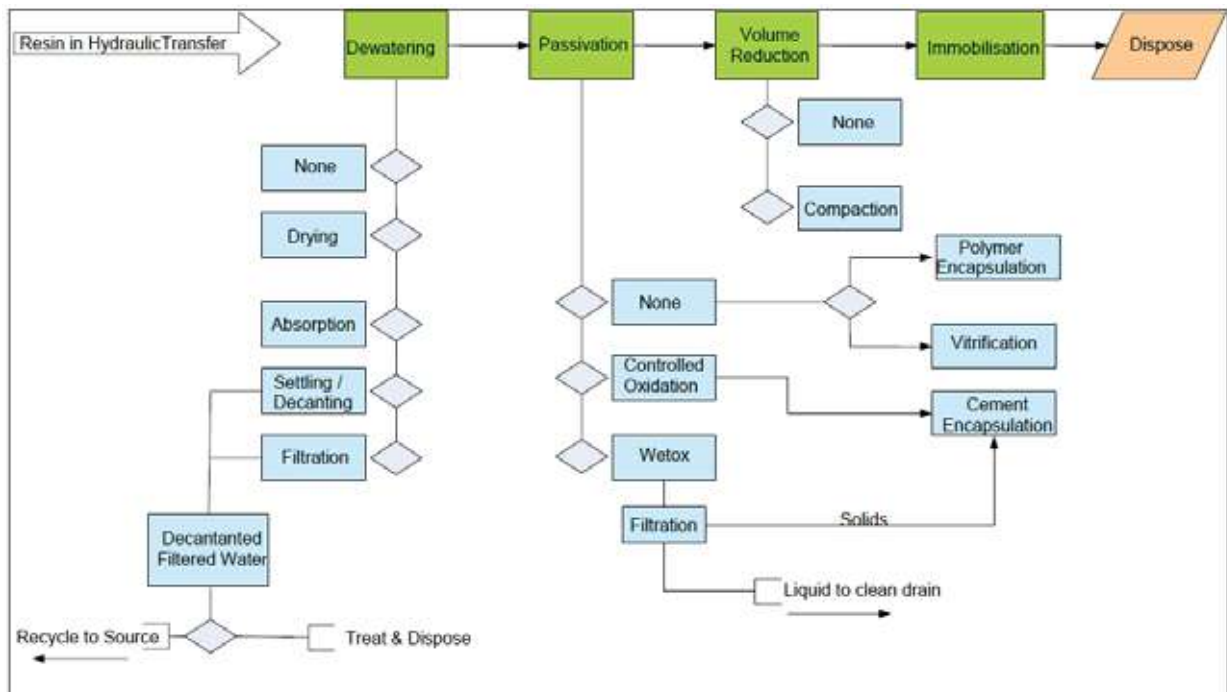 Resin in HydraulicTransfer
Dewatering
Passivation
Volume
Reduction
Immobilisation
Dispose
None
Drying
Absorption
Settling /
Decanting
Filtration
Decantanted
Filtered Water
Recycle to Source
Treat & Dispose
None
Compaction
None
Controlled
Oxidation
Wetox
Filtration
Solids
Liquid to clean drain
Polymer
Encapsulation
Vitrification
Cement
Encapsulation